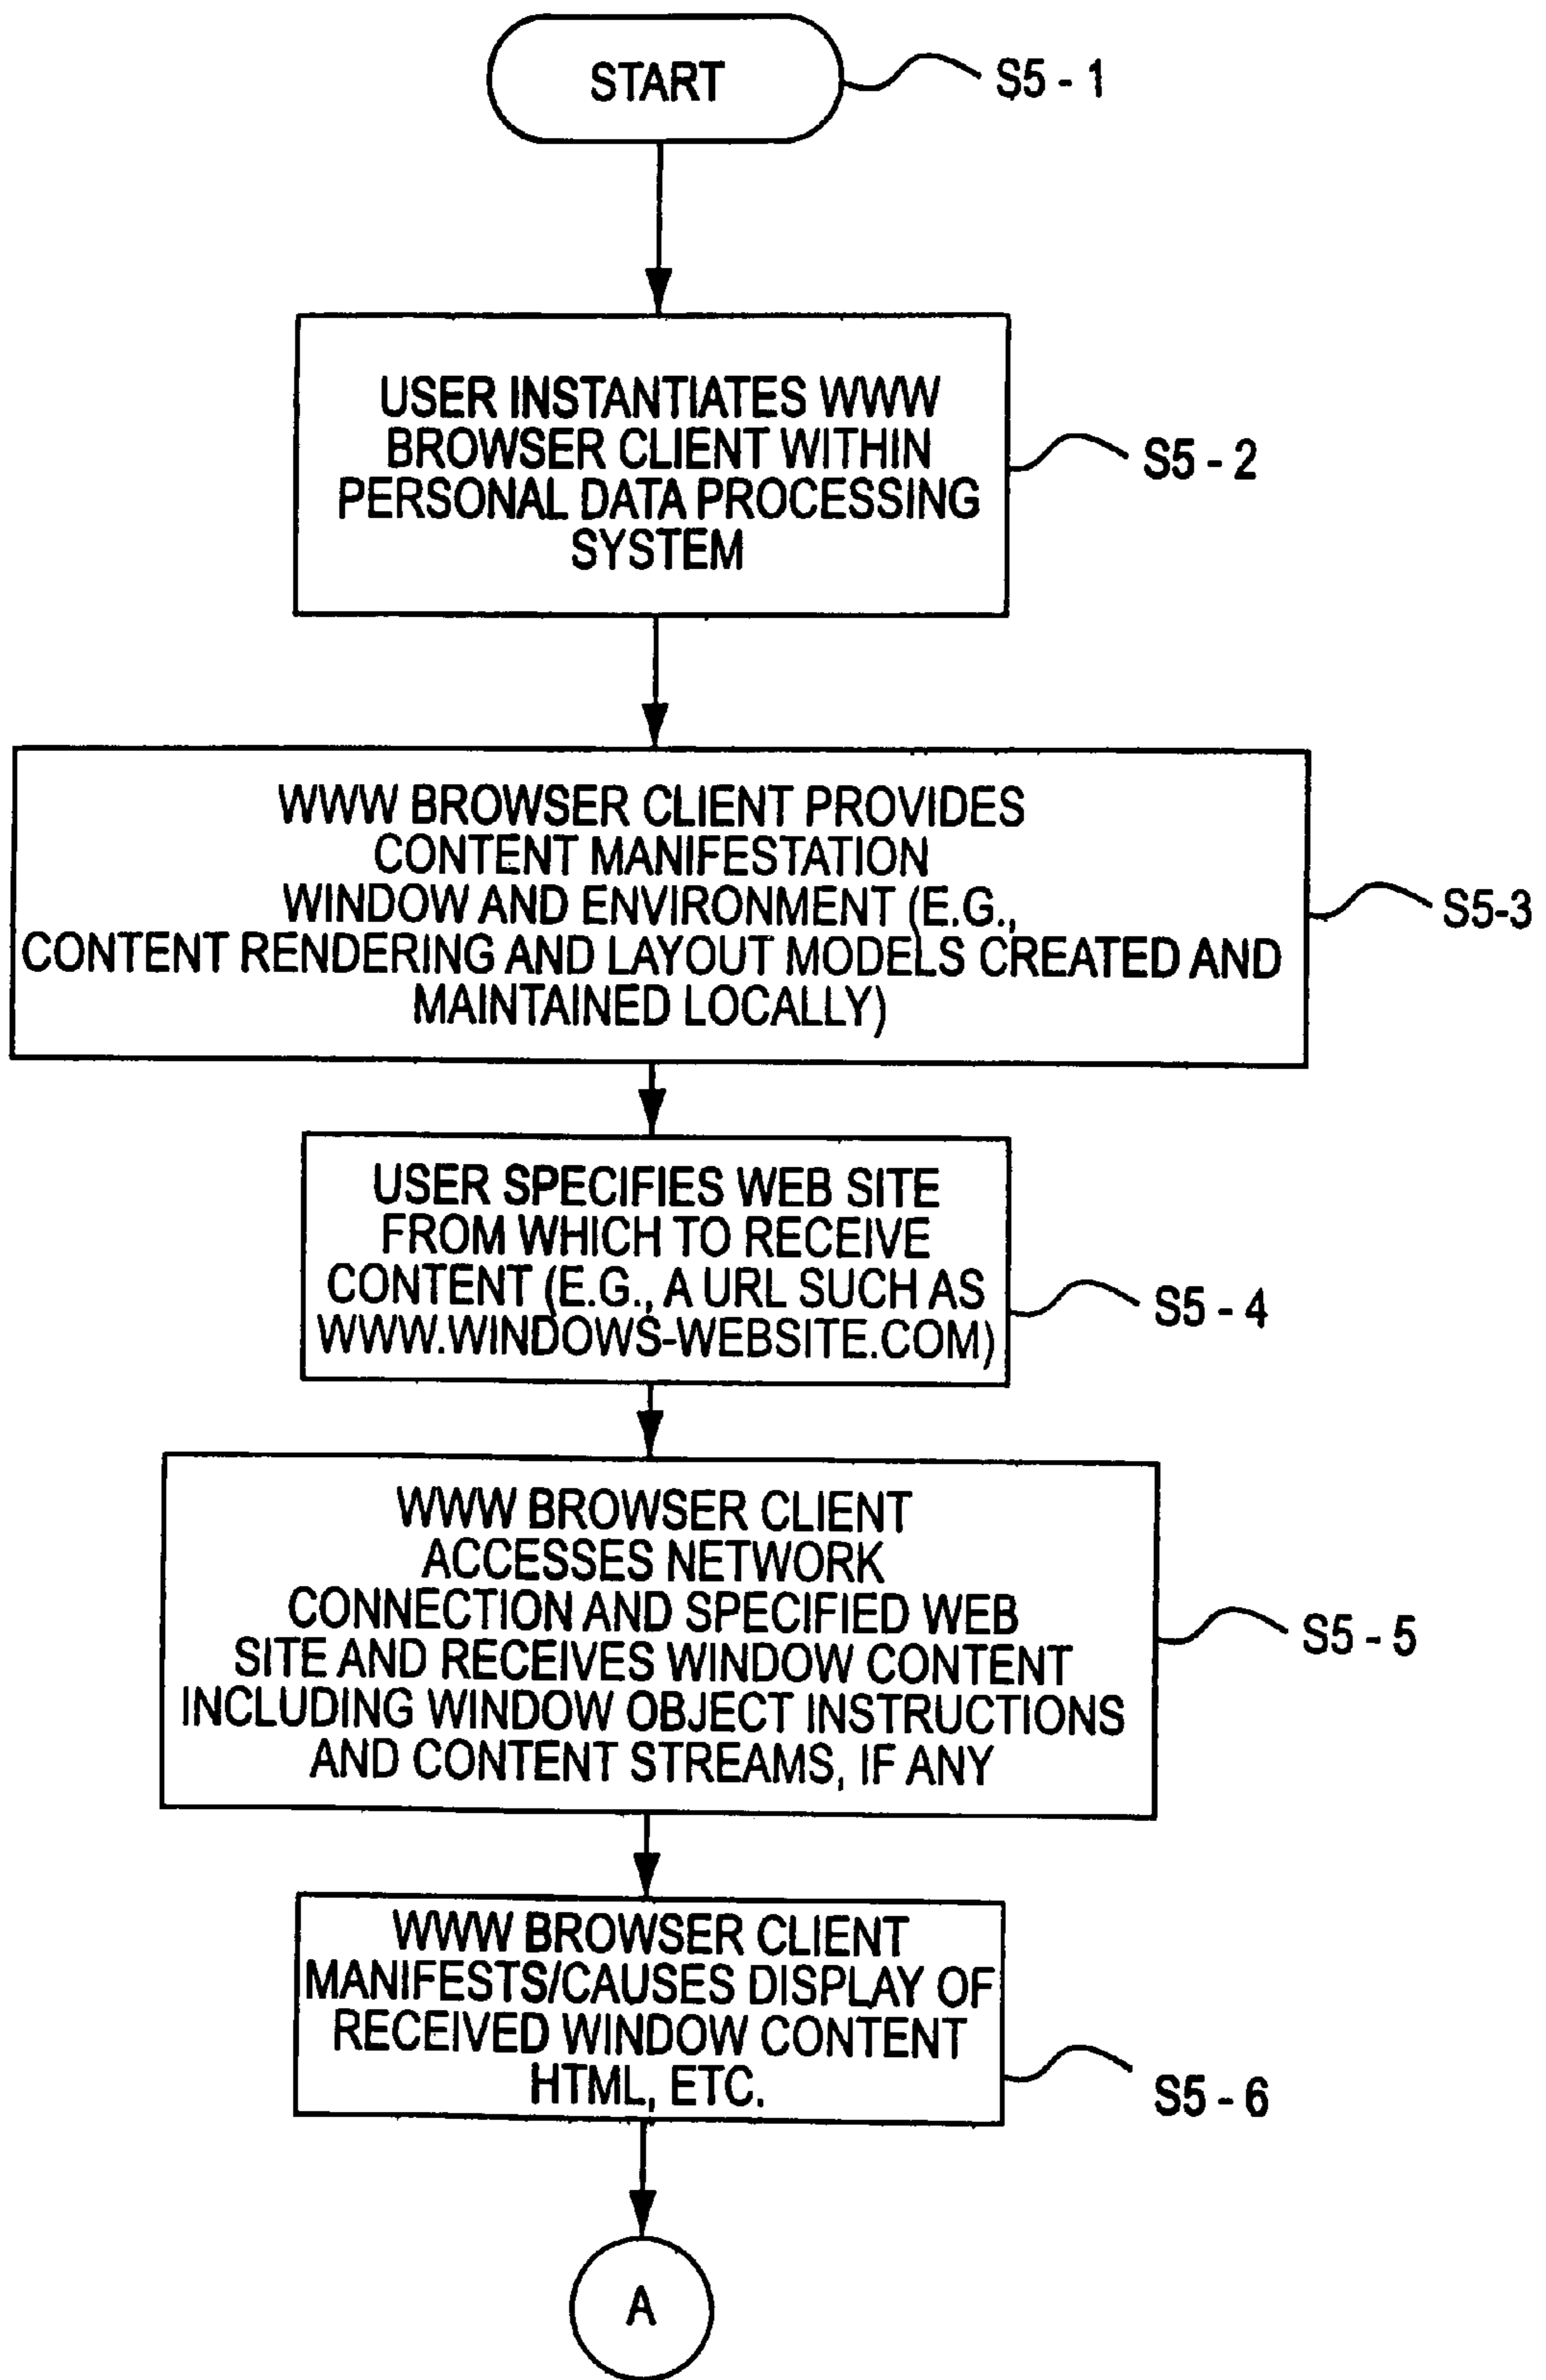 START
S5 - 1
USER INSTANTIATES WWW
BROWSER CLIENT WITHIN
PERSONAL DATA PROCESSING
SYSTEM
S5 - 2
WWW BROWSER CLIENT PROVIDES
CONTENT MANIFESTATION
WINDOW AND ENVIRONMENT (E.G.,
CONTENT RENDERING AND LAYOUT MODELS CREATED AND
MAINTAINED LOCALLY)
S5-3
USER SPECIFIES WEB SITE
FROM WHICH TO RECEIVE
CONTENT (E.G., A URL SUCH AS
WWW.WINDOWS-WEBSITE.COM)
S5 - 4
WWW BROWSER CLIENT
ACCESSES NETWORK
CONNECTION AND SPECIFIED WEB
SITE AND RECEIVES WINDOW CONTENT
INCLUDING WINDOW OBJECT INSTRUCTIONS
AND CONTENT STREAMS, IF ANY
S5 - 5
WWW BROWSER CLIENT
MANIFESTS/CAUSES DISPLAY OF
RECEIVED WINDOW CONTENT
HTML, ETC.
S5 - 6
A